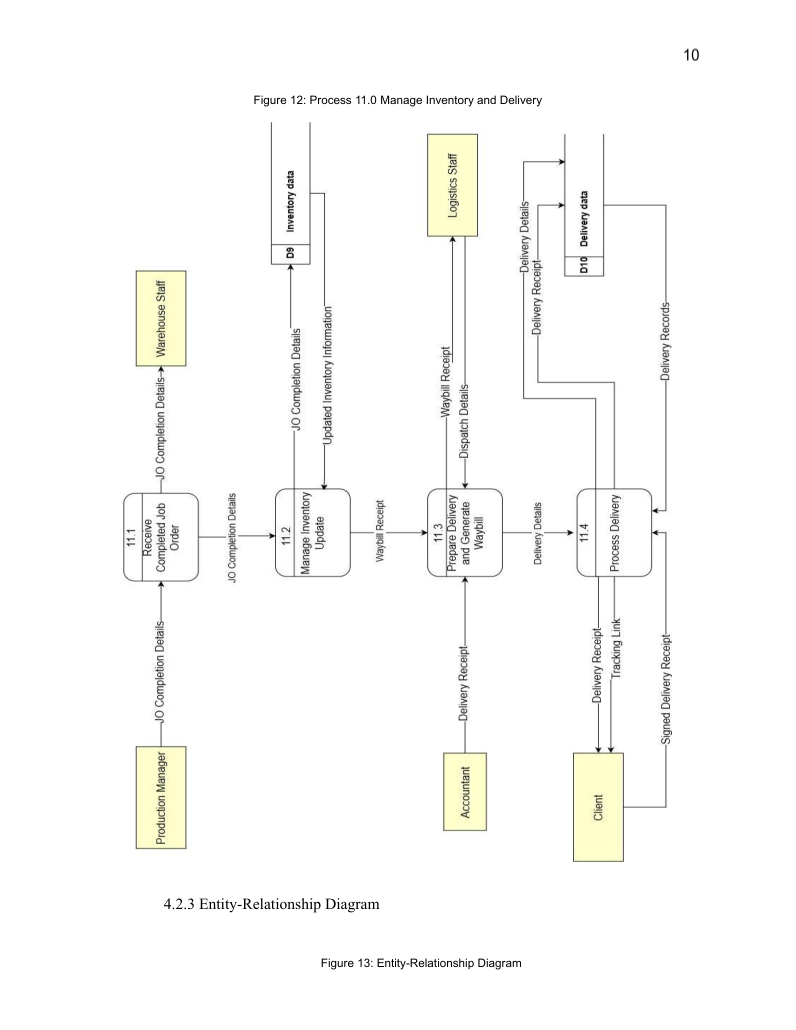 10
Figure 12: Process 11.0 Manage Inventory and Delivery
Production Manager
JO Completion Details
11.1
Receive
Completed Job
Order
JO Completion Details
Warehouse Staff
JO Completion Details
11.2
Manage Inventory
Update
JO Completion Details
Updated Inventory Information
D9
Inventory data
Waybill Receipt
Accountant
Delivery Receipt
11.3
Prepare Delivery
and Generate
Waybill
Waybill Receipt
Dispatch Details
Logistics Staff
Delivery Details
Client
Delivery Receipt
Tracking Link
Signed Delivery Receipt
11.4
Process Delivery
Delivery Details
Delivery Receipt
D10
Delivery data
Delivery Records
4.2.3 Entity-Relationship Diagram
Figure 13: Entity-Relationship Diagram